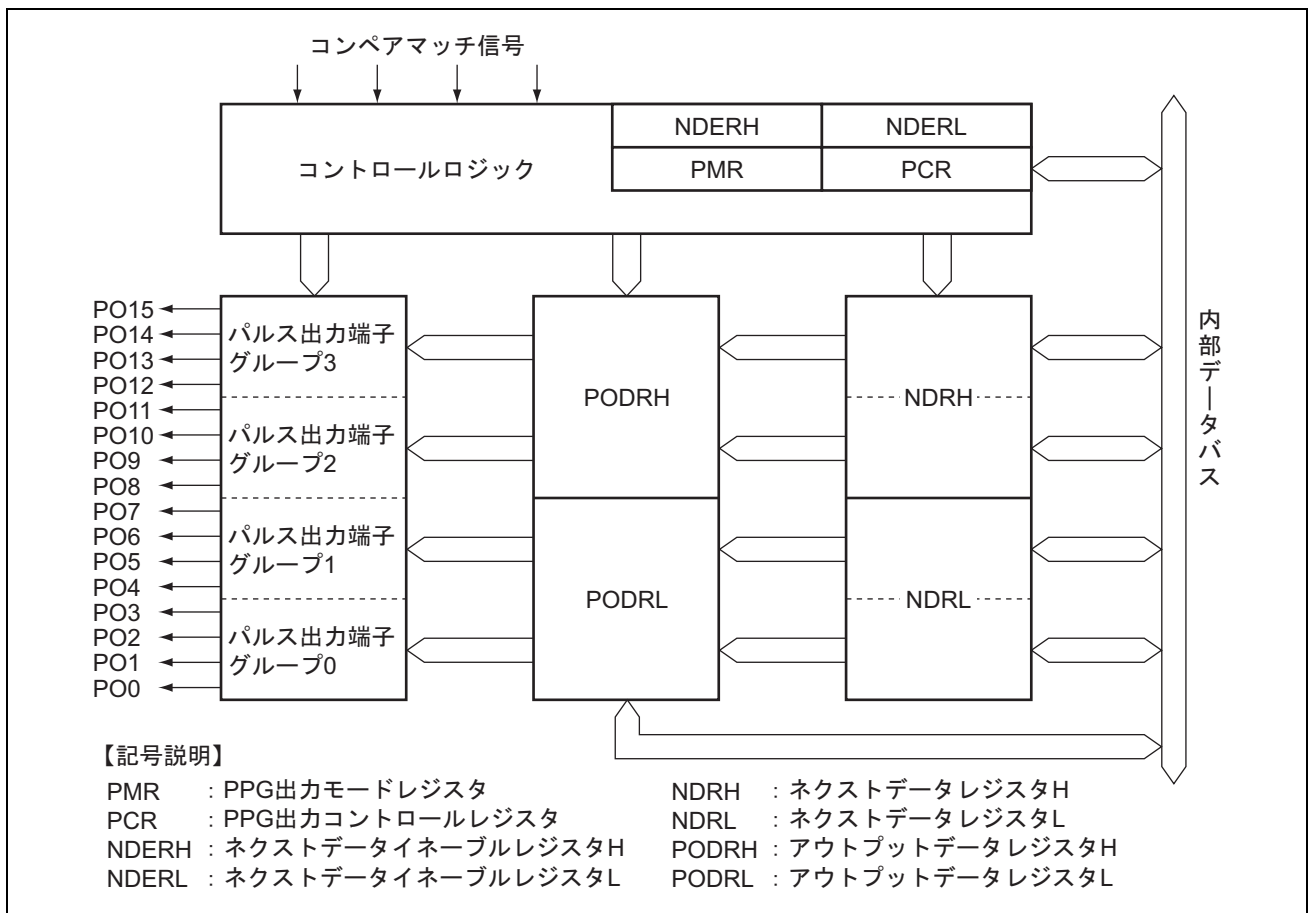 コンペアマッチ信号
コントロールロジック
NDERH
NDERL
PMR
PCR
PO15
PO14
PO13
PO12
PO11
PO10
PO9
PO8
PO7
PO6
PO5
PO4
PO3
PO2
PO1
PO0
パルス出力端子
グループ3
パルス出力端子
グループ2
パルス出力端子
グループ1
パルス出力端子
グループ0
PODRH
PODRL
NDRH
NDRL
内部データバス
【記号説明】
PMR : PPG出力モードレジスタ
PCR : PPG出力コントロールレジスタ
NDERH : ネクストデータイネーブルレジスタH
NDERL : ネクストデータイネーブルレジスタL
NDRH : ネクストデータレジスタH
NDRL : ネクストデータレジスタL
PODRH : アウトプットデータレジスタH
PODRL : アウトプットデータレジスタL